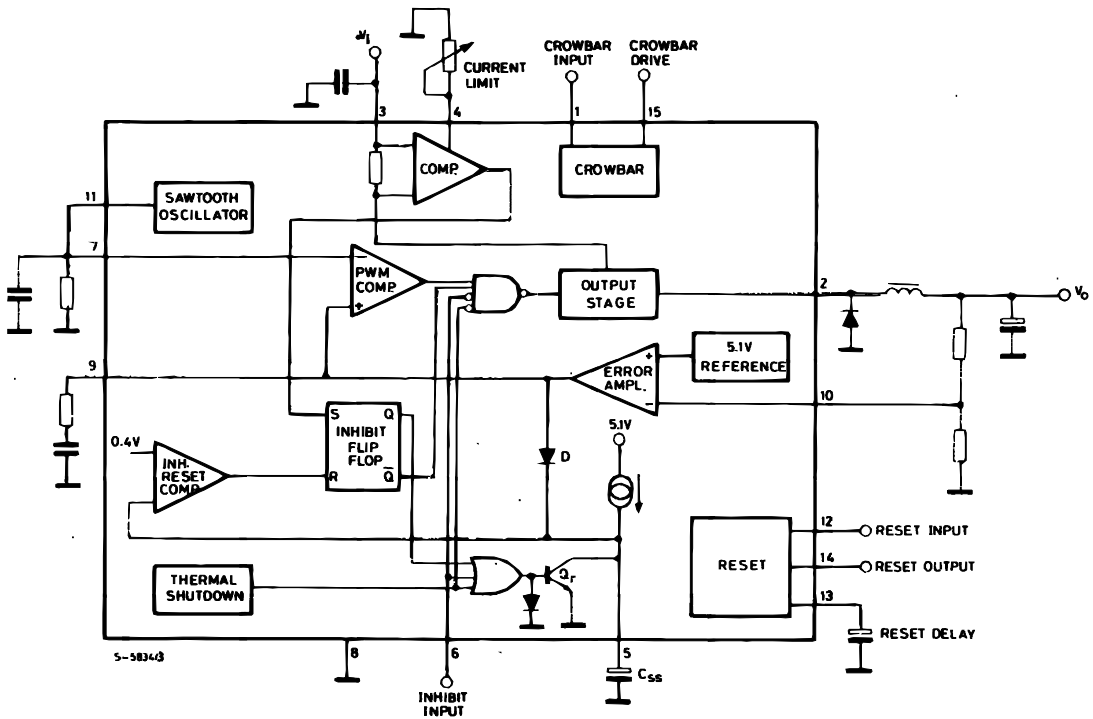 +Vi
CURRENT
LIMIT
CROWBAR
INPUT
CROWBAR
DRIVE
3
4
1
15
COMP.
CROWBAR
11
SAWTOOTH
OSCILLATOR
7
−
PWM
COMP.
+
OUTPUT
STAGE
2
Vo
5.1V
REFERENCE
+
ERROR
AMPL.
−
9
10
S Q
INHIBIT
FLIP
FLOP
R Q̅
0.4V
INH.
RESET
COMP.
D
5.1V
THERMAL
SHUTDOWN
Qr
RESET
12
RESET INPUT
14
RESET OUTPUT
13
RESET DELAY
S-5834/3
8
6
5
Css
INHIBIT
INPUT